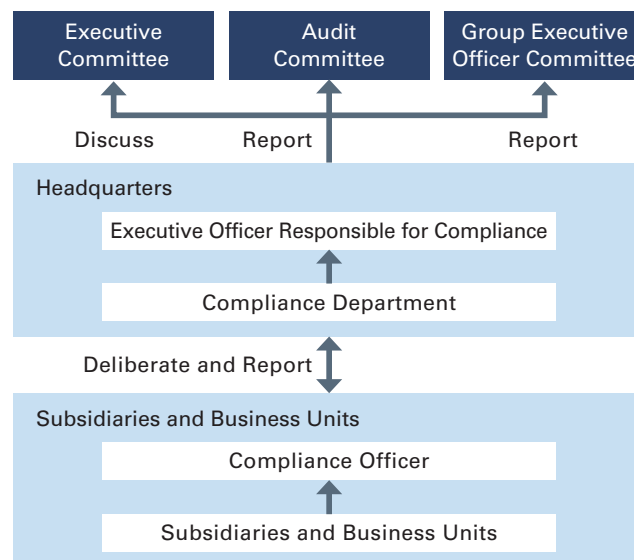 Executive
Committee
Audit
Committee
Group Executive
Officer Committee
Discuss
Report
Report
Headquarters
Executive Officer Responsible for Compliance
Compliance Department
Deliberate and Report
Subsidiaries and Business Units
Compliance Officer
Subsidiaries and Business Units